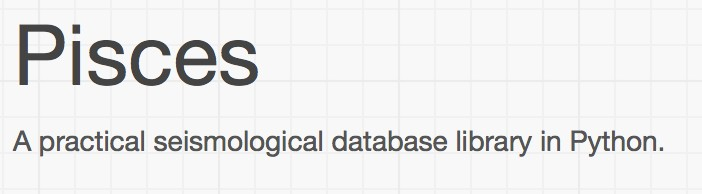 Pisces
A practical seismological database library in Python.